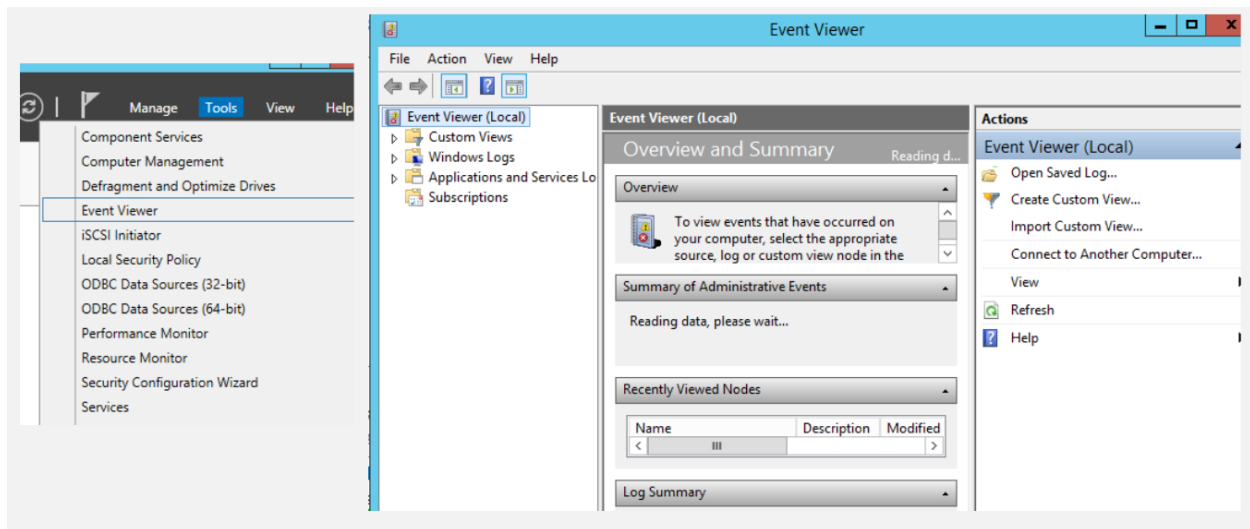 Manage Tools View Help
Component Services
Computer Management
Defragment and Optimize Drives
Event Viewer
iSCSI Initiator
Local Security Policy
ODBC Data Sources (32-bit)
ODBC Data Sources (64-bit)
Performance Monitor
Resource Monitor
Security Configuration Wizard
Services
Event Viewer
File Action View Help
Event Viewer (Local)
Custom Views
Windows Logs
Applications and Services Lo
Subscriptions
Event Viewer (Local)
Overview and Summary Reading d...
Overview
To view events that have occurred on
your computer, select the appropriate
source, log or custom view node in the
Summary of Administrative Events
Reading data, please wait...
Recently Viewed Nodes
Name Description Modified
Log Summary
Actions
Event Viewer (Local)
Open Saved Log...
Create Custom View...
Import Custom View...
Connect to Another Computer...
View
Refresh
Help